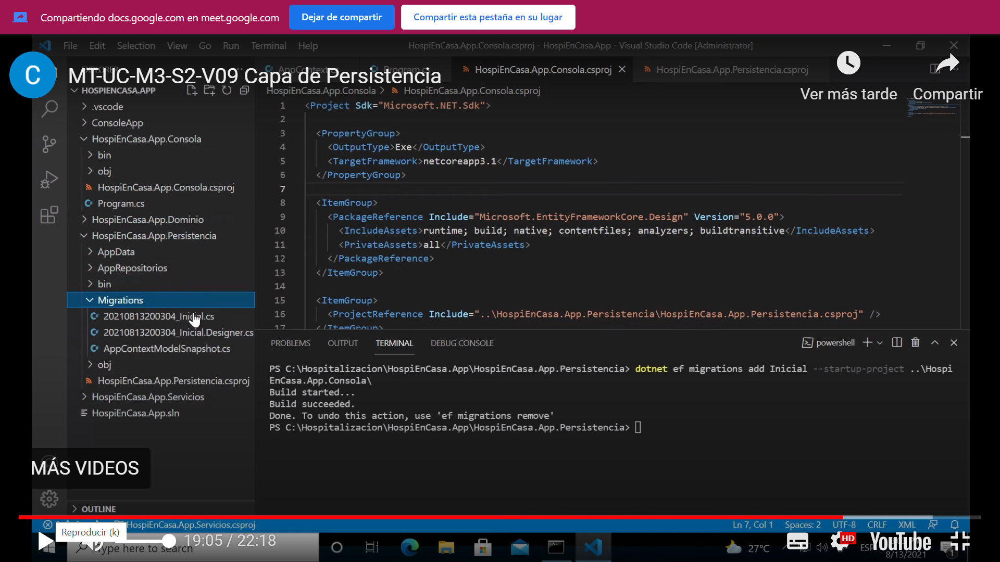 Compartiendo docs.google.com en meet.google.com
Dejar de compartir
Compartir esta pestaña en su lugar
File Edit Selection View Go Run Terminal Help
HospiEnCasa.App.Consola.csproj - HospiEnCasa.App - Visual Studio Code [Administrator]
C
MT-UC-M3-S2-V09 Capa de Persistencia
HospiEnCasa.App.Consola.csproj
HospiEnCasa.App.Persistencia.csproj
Ver más tarde
Compartir
HOSPIENCASA.APP
.vscode
ConsoleApp
HospiEnCasa.App.Consola
bin
obj
HospiEnCasa.App.Consola.csproj
Program.cs
HospiEnCasa.App.Dominio
HospiEnCasa.App.Persistencia
AppData
AppRepositorios
bin
Migrations
20210813200304_Inicial.cs
20210813200304_Inicial.Designer.cs
AppContextModelSnapshot.cs
obj
HospiEnCasa.App.Persistencia.csproj
HospiEnCasa.App.Servicios
HospiEnCasa.App.sln
OUTLINE
HospiEnCasa.App.Consola > HospiEnCasa.App.Consola.csproj
1 <Project Sdk="Microsoft.NET.Sdk">
2
3 <PropertyGroup>
4 <OutputType>Exe</OutputType>
5 <TargetFramework>netcoreapp3.1</TargetFramework>
6 </PropertyGroup>
7
8 <ItemGroup>
9 <PackageReference Include="Microsoft.EntityFrameworkCore.Design" Version="5.0.0">
10 <IncludeAssets>runtime; build; native; contentfiles; analyzers; buildtransitive</IncludeAssets>
11 <PrivateAssets>all</PrivateAssets>
12 </PackageReference>
13 </ItemGroup>
14
15 <ItemGroup>
16 <ProjectReference Include="..\HospiEnCasa.App.Persistencia\HospiEnCasa.App.Persistencia.csproj" />
17 </ItemGroup>
PROBLEMS OUTPUT TERMINAL DEBUG CONSOLE
powershell
PS C:\Hospitalizacion\HospiEnCasa.App\HospiEnCasa.App.Persistencia> dotnet ef migrations add Inicial --startup-project ..\Hospi
EnCasa.App.Consola\
Build started...
Build succeeded.
Done. To undo this action, use 'ef migrations remove'
PS C:\Hospitalizacion\HospiEnCasa.App\HospiEnCasa.App.Persistencia>
MÁS VIDEOS
HospiEnCasa.App.Servicios.csproj
Ln 7, Col 1 Spaces: 2 UTF-8 CRLF XML
Reproducir (k)
19:05 / 22:18
Type here to search
27°C
ESP
HD
YouTube
8/13/2021
1